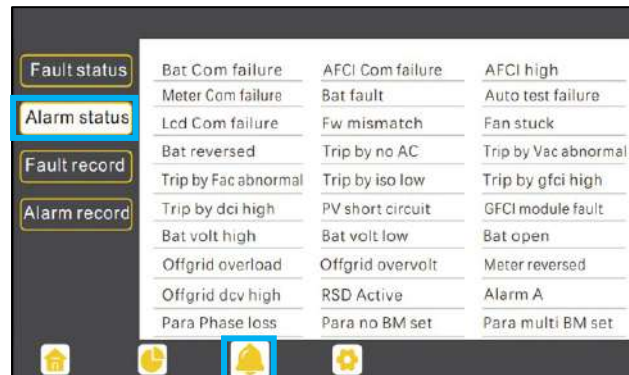 Fault status
Alarm status
Fault record
Alarm record
Bat Com failure AFCI Com failure AFCI high
Meter Com failure Bat fault Auto test failure
Lcd Com failure Fw mismatch Fan stuck
Bat reversed Trip by no AC Trip by Vac abnormal
Trip by Fac abnormal Trip by iso low Trip by gfci high
Trip by dci high PV short circuit GFCI module fault
Bat volt high Bat volt low Bat open
Offgrid overload Offgrid overvolt Meter reversed
Offgrid dcv high RSD Active Alarm A
Para Phase loss Para no BM set Para multi BM set